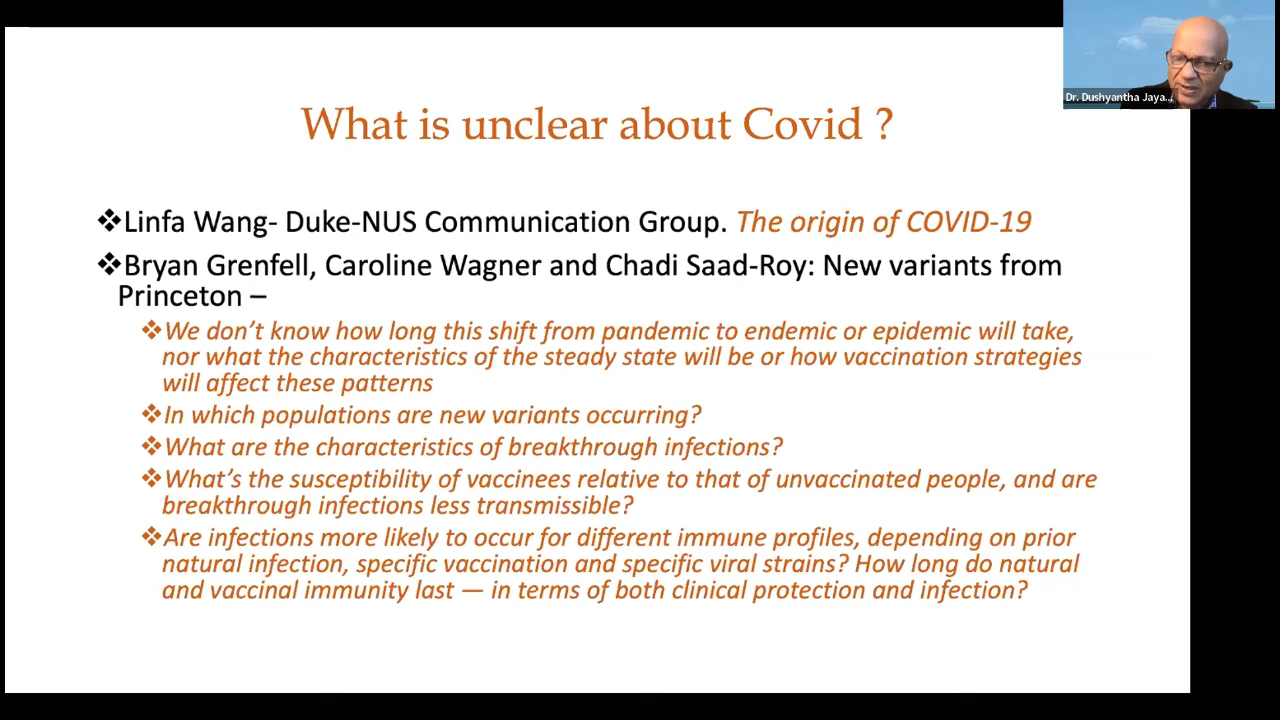 Dr. Dushyantha Jaya...
What is unclear about Covid ?
❖Linfa Wang- Duke-NUS Communication Group. The origin of COVID-19
❖Bryan Grenfell, Caroline Wagner and Chadi Saad-Roy: New variants from
Princeton –
❖We don’t know how long this shift from pandemic to endemic or epidemic will take,
nor what the characteristics of the steady state will be or how vaccination strategies
will affect these patterns
❖In which populations are new variants occurring?
❖What are the characteristics of breakthrough infections?
❖What’s the susceptibility of vaccinees relative to that of unvaccinated people, and are
breakthrough infections less transmissible?
❖Are infections more likely to occur for different immune profiles, depending on prior
natural infection, specific vaccination and specific viral strains? How long do natural
and vaccinal immunity last — in terms of both clinical protection and infection?